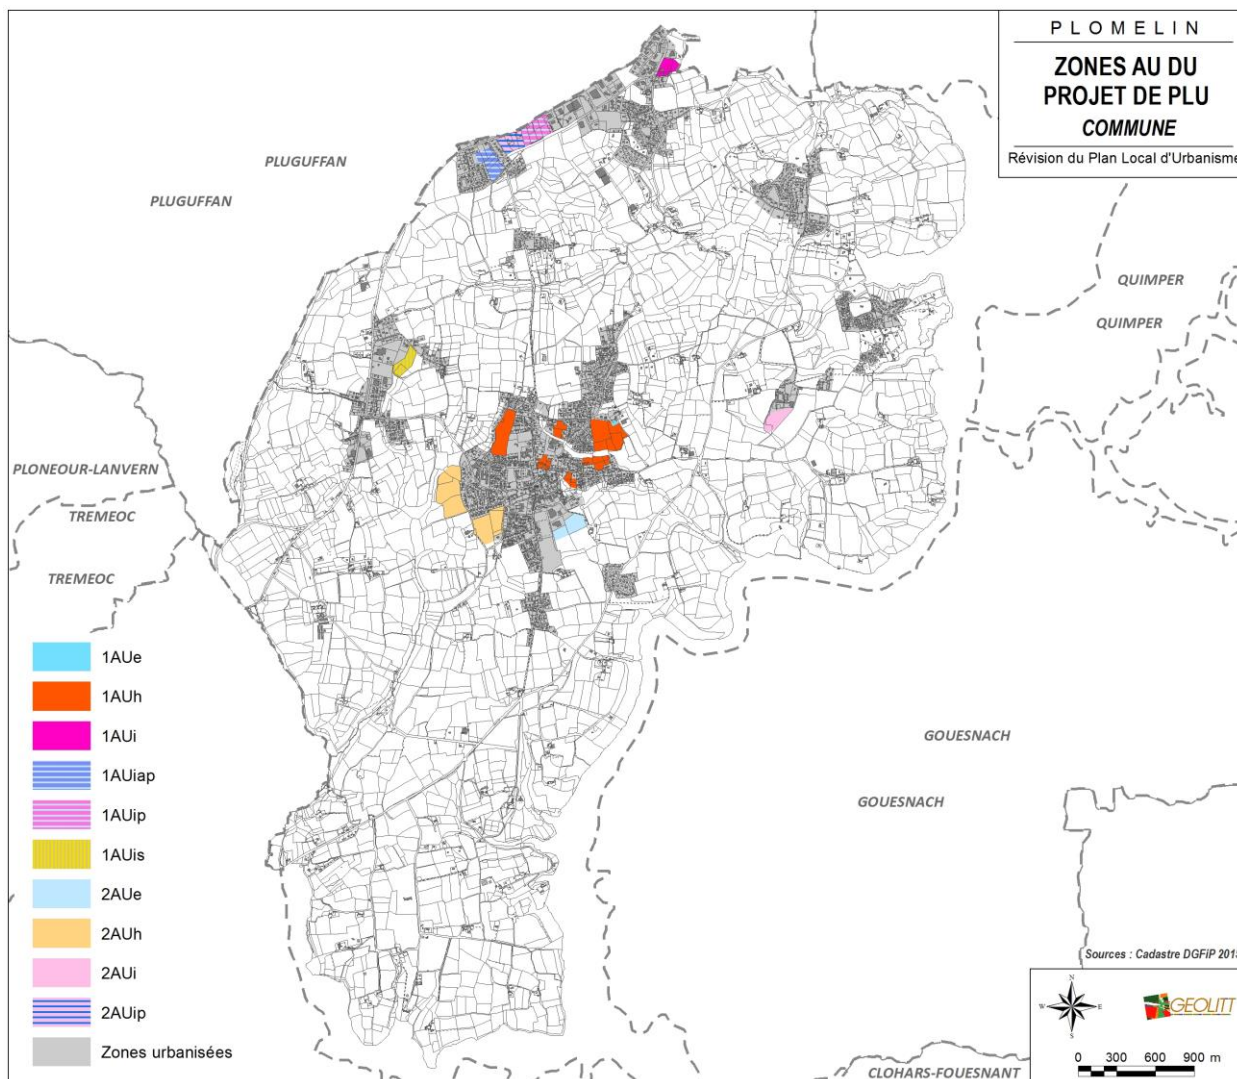 PLOMELIN
ZONES AU DU
PROJET DE PLU
COMMUNE
Révision du Plan Local d'Urbanisme
PLUGUFFAN
PLUGUFFAN
QUIMPER
QUIMPER
PLONEOUR-LANVERN
TREMEOC
TREMEOC
GOUESNACH
GOUESNACH
1AUe
1AUh
1AUi
1AUiap
1AUip
1AUis
2AUe
2AUh
2AUi
2AUip
Zones urbanisées
Sources : Cadastre DGFiP 2015
N
W E
S
GEOLITT
0 300 600 900 m
CLOHARS-FOUESNANT